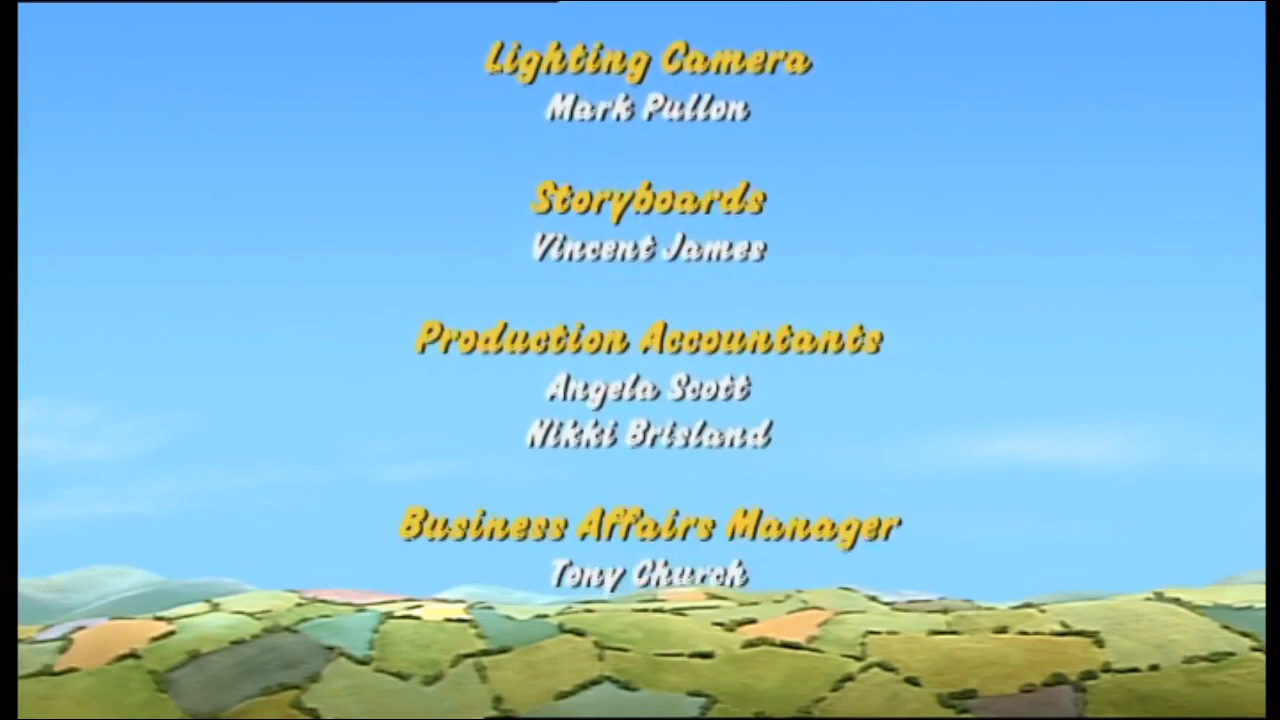 Lighting Camera
Mark Pullon
Storyboards
Vincent James
Production Accountants
Angela Scott
Nikki Brisland
Business Affairs Manager
Tony Church